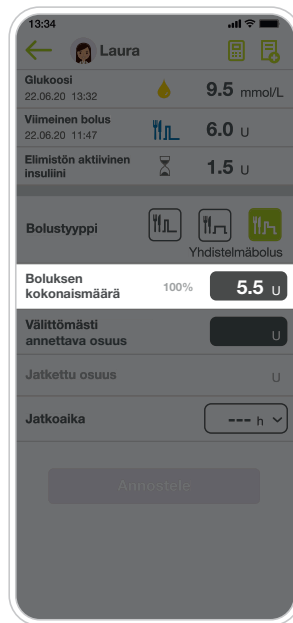 13:34
Laura
Glukoosi
22.06.20 13:32
9.5 mmol/L
Viimeinen bolus
22.06.20 11:47
6.0 U
Elimistön aktiivinen
insuliini
1.5 U
Bolustyyppi
Yhdistelmäbolus
Boluksen
kokonaismäärä
100%
5.5 U
Välittömästi
annettava osuus
U
Jatkettu osuus
U
Jatkoaika
--- h
Annostele